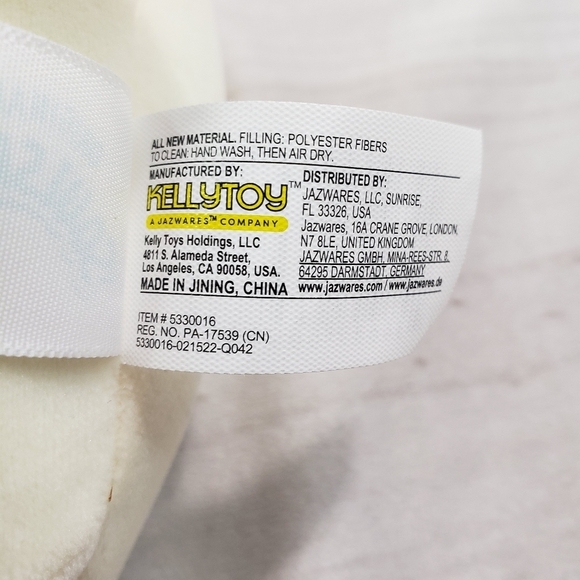 ALL NEW MATERIAL. FILLING: POLYESTER FIBERS
TO CLEAN: HAND WASH, THEN AIR DRY.
MANUFACTURED BY:
KELLYTOY™
A JAZWARES™ COMPANY
Kelly Toys Holdings, LLC
4811 S. Alameda Street,
Los Angeles, CA 90058, USA.
MADE IN JINING, CHINA
DISTRIBUTED BY:
JAZWARES, LLC, SUNRISE,
FL 33326, USA
Jazwares, 16A CRANE GROVE, LONDON,
N7 8LE, UNITED KINGDOM
JAZWARES GMBH. MINA-REES-STR. 8,
64295 DARMSTADT, GERMANY
www.jazwares.com / www.jazwares.de
ITEM # 5330016
REG. NO. PA-17539 (CN)
5330016-021522-Q042